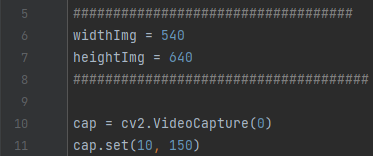 5 ###################################
6 widthImg = 540
7 heightImg = 640
8 #####################################
9
10 cap = cv2.VideoCapture(0)
11 cap.set(10, 150)